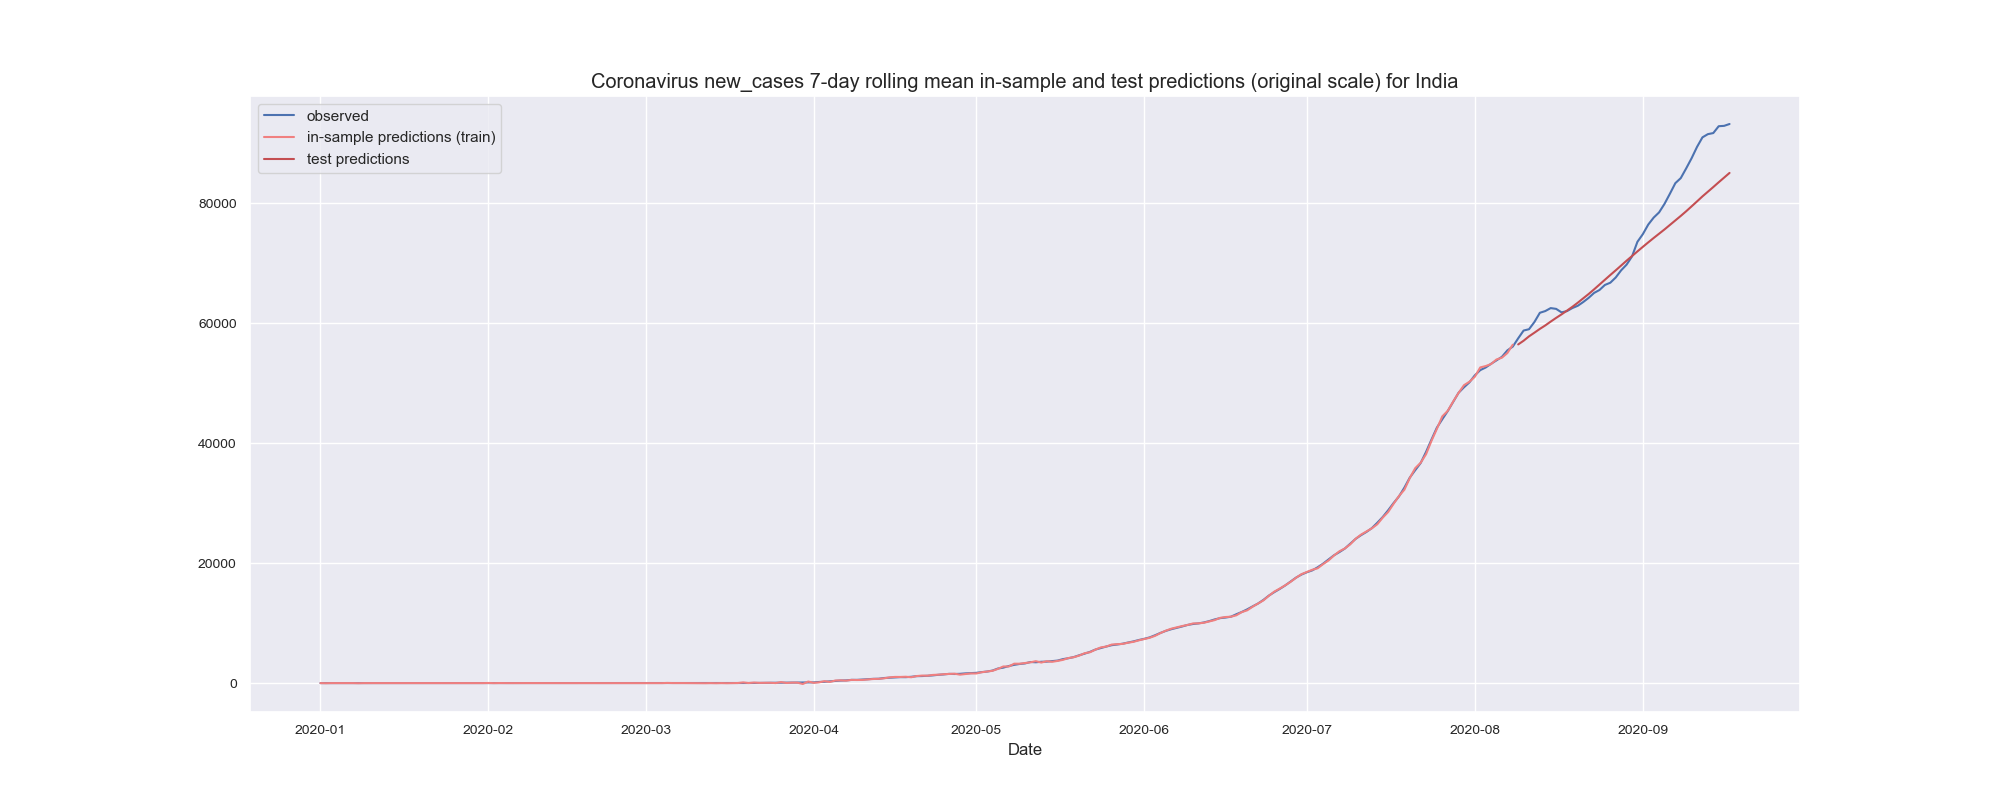 Coronavirus new_cases 7-day rolling mean in-sample and test predictions (original scale) for India
observed
in-sample predictions (train)
test predictions
80000
60000
40000
20000
0
2020-01 2020-02 2020-03 2020-04 2020-05 2020-06 2020-07 2020-08 2020-09
Date